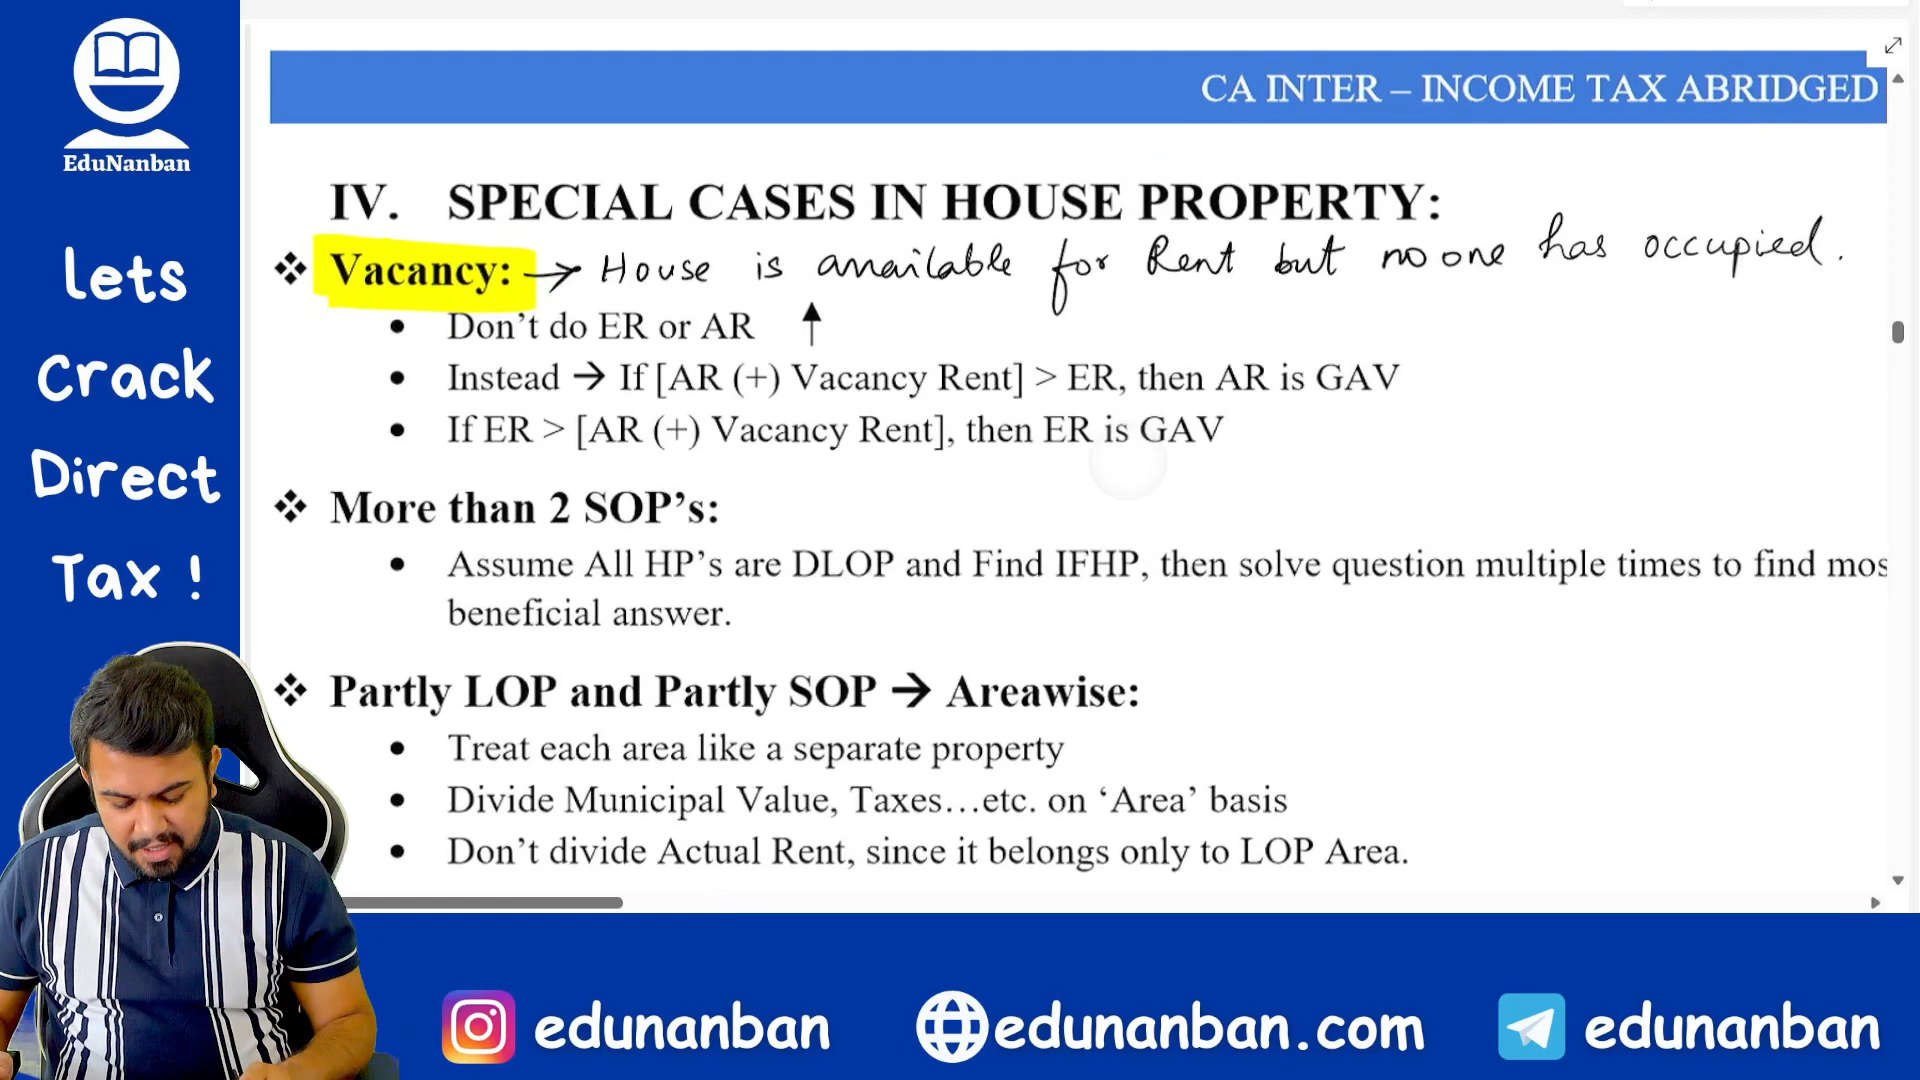 EduNanban
Lets
Crack
Direct
Tax !
CA INTER – INCOME TAX ABRIDGED
IV. SPECIAL CASES IN HOUSE PROPERTY:
❖ Vacancy: → House is available for Rent but no one has occupied.
• Don’t do ER or AR ↑
• Instead → If [AR (+) Vacancy Rent] > ER, then AR is GAV
• If ER > [AR (+) Vacancy Rent], then ER is GAV
❖ More than 2 SOP’s:
• Assume All HP’s are DLOP and Find IFHP, then solve question multiple times to find mos
beneficial answer.
❖ Partly LOP and Partly SOP → Areawise:
• Treat each area like a separate property
• Divide Municipal Value, Taxes…etc. on ‘Area’ basis
• Don’t divide Actual Rent, since it belongs only to LOP Area.
edunanban edunanban.com edunanban